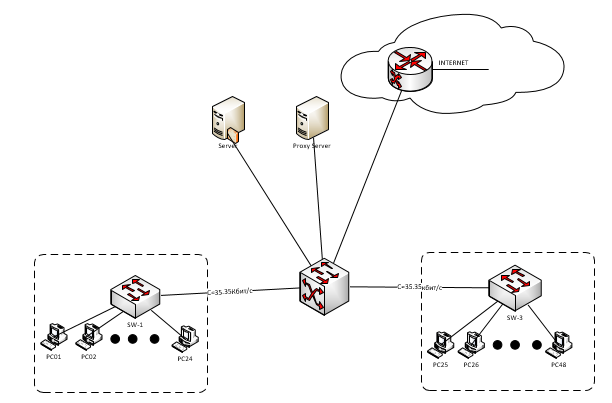 INTERNET
Server
Proxy Server
C=35.35Кбит/с
C=35.35кбит/с
SW-1
SW-3
PC01
PC02
PC24
PC25
PC26
PC48